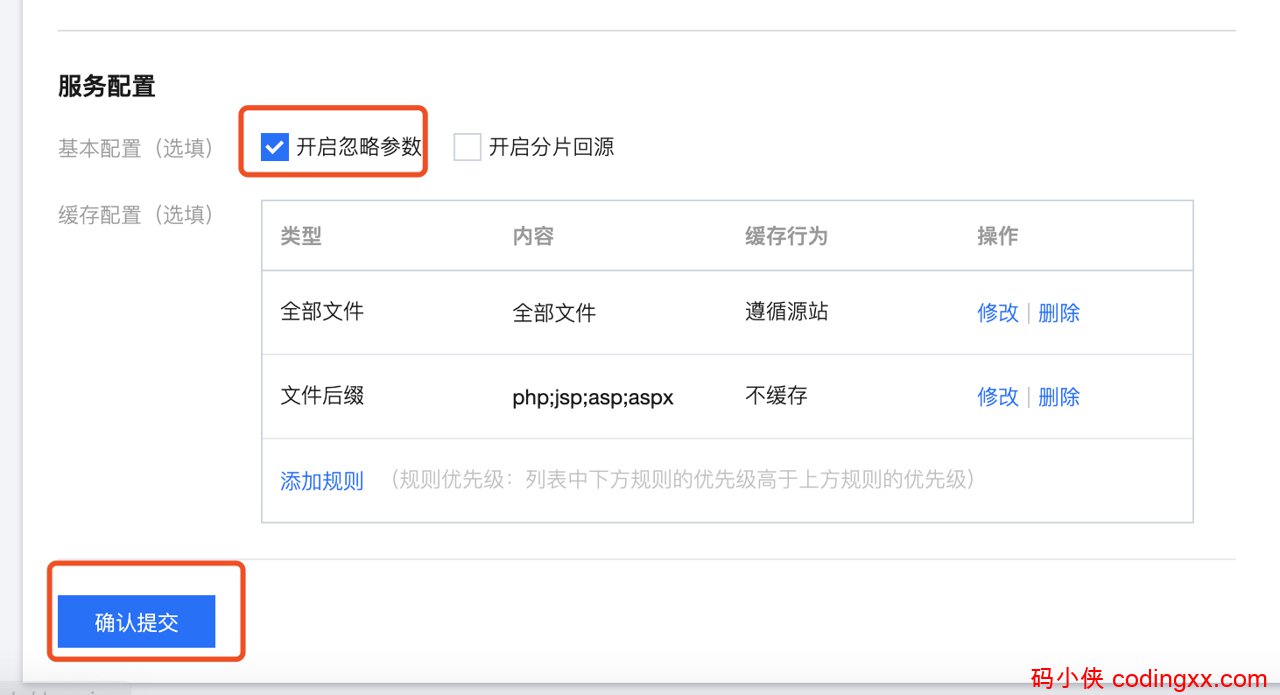 服务配置
基本配置（选填） 开启忽略参数 开启分片回源
缓存配置（选填）
类型 内容 缓存行为 操作
全部文件 全部文件 遵循源站 修改 | 删除
文件后缀 php;jsp;asp;aspx 不缓存 修改 | 删除
添加规则 （规则优先级：列表中下方规则的优先级高于上方规则的优先级）
确认提交
码小侠 codingxx.com